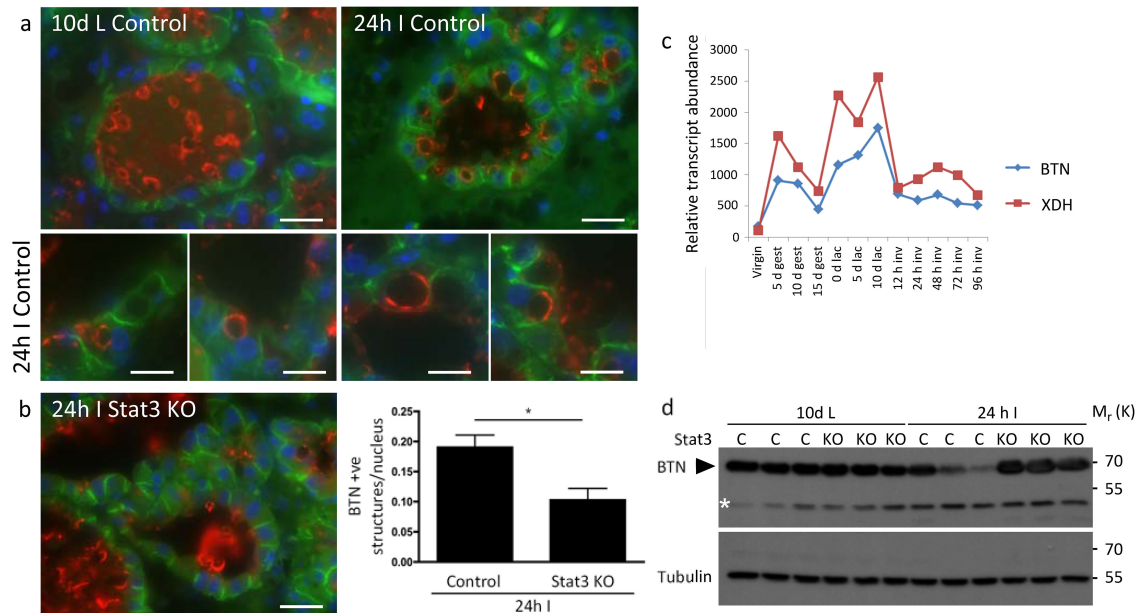 a
10d L Control
24h I Control
24h I Control
b
24h I Stat3 KO
BTN +ve
structures/nucleus
0.25
0.20
0.15
0.10
0.05
0.00
*
Control
Stat3 KO
24h I
c
Relative transcript abundance
3000
2500
2000
1500
1000
500
0
Virgin
5 d gest
10 d gest
15 d gest
0 d lac
5 d lac
10 d lac
12 h inv
24 h inv
48 h inv
72 h inv
96 h inv
BTN
XDH
d
10d L
24 h I
Mr (K)
Stat3 C C C KO KO KO C C C KO KO KO
BTN
70
55
*
70
Tubulin
55